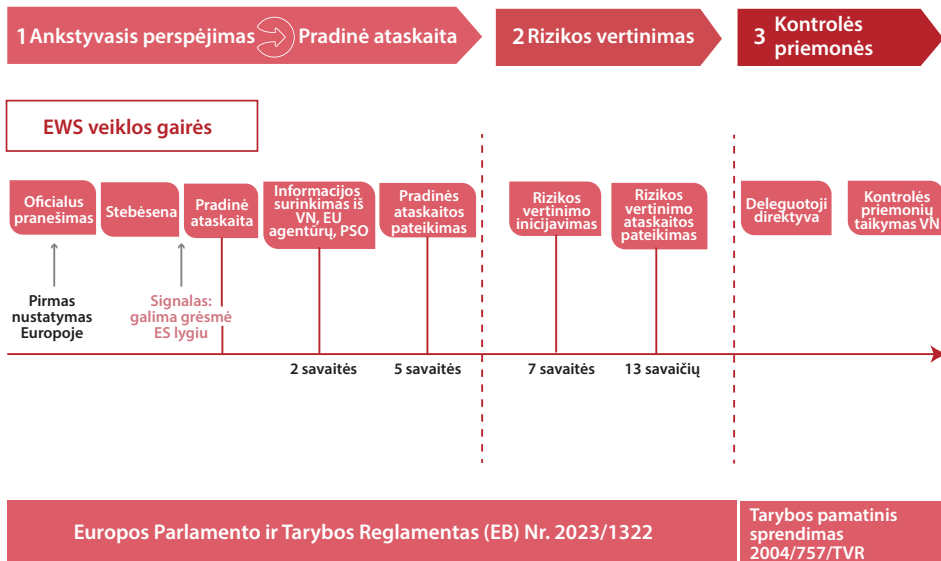 1 Ankstyvasis perspėjimas
Pradinė ataskaita
2 Rizikos vertinimas
3 Kontrolės
priemonės
EWS veiklos gairės
Oficialus
pranešimas
Stebėsena
Pradinė
ataskaita
Informacijos
surinkimas iš
VN, EU
agentūrų, PSO
Pradinės
ataskaitos
pateikimas
Rizikos
vertinimo
inicijavimas
Rizikos
vertinimo
ataskaitos
pateikimas
Deleguotoji
direktyva
Kontrolės
priemonių
taikymas VN
Pirmas
nustatymas
Europoje
Signalas:
galima grėsmė
ES lygiu
2 savaitės
5 savaitės
7 savaitės
13 savaičių
Europos Parlamento ir Tarybos Reglamentas (EB) Nr. 2023/1322
Tarybos pamatinis
sprendimas
2004/757/TVR